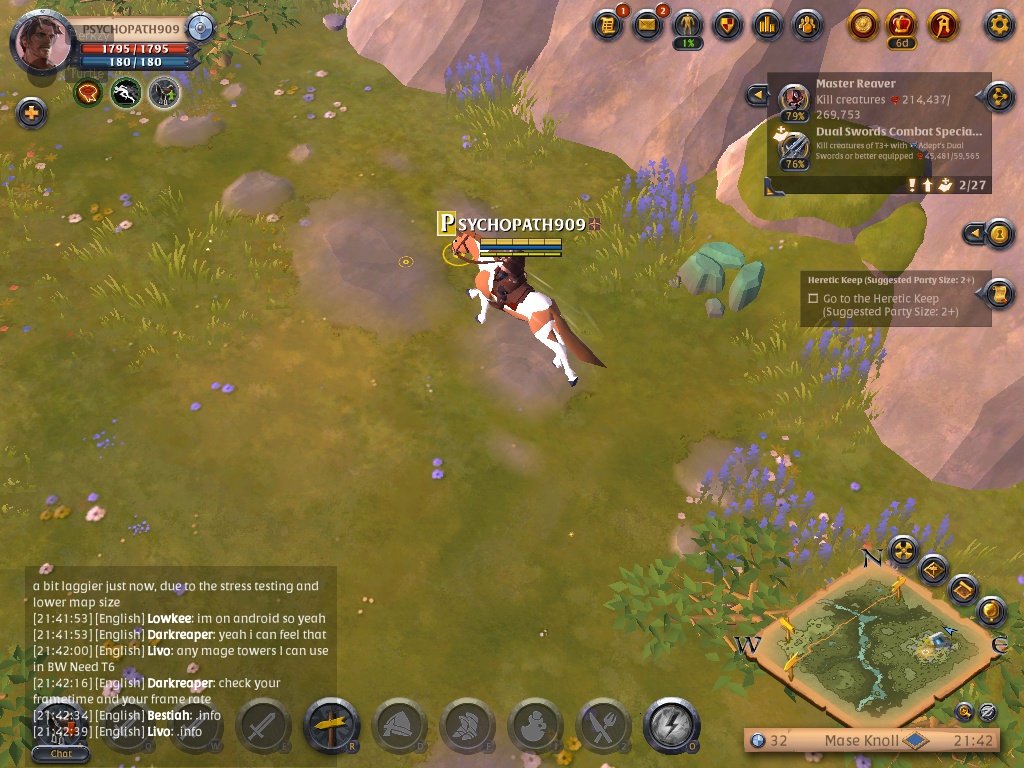 PSYCHOPATH909
1795 / 1795
180 / 180
1
2
1%
6d
Master Reaver
Kill creatures 214,437/
269,753
79%
Dual Swords Combat Specia...
Kill creatures of T3+ with Adept's Dual
Swords or better equipped 45,481/59,565
76%
2/27
PSYCHOPATH909
Heretic Keep (Suggested Party Size: 2+)
Go to the Heretic Keep
(Suggested Party Size: 2+)
a bit laggier just now, due to the stress testing and
lower map size
[21:41:53] [English] Lowkee: im on android so yeah
[21:41:53] [English] Darkreaper: yeah i can feel that
[21:42:00] [English] Livo: any mage towers I can use
in BW Need T6
[21:42:16] [English] Darkreaper: check your
frametime and your frame rate
[21:42:34] [English] Bestiah: .info
[21:42:39] [English] Livo: .info
Chat
Q
W
E
R
D
F
1
2
O
N
W
E
32
Mase Knoll
21:42